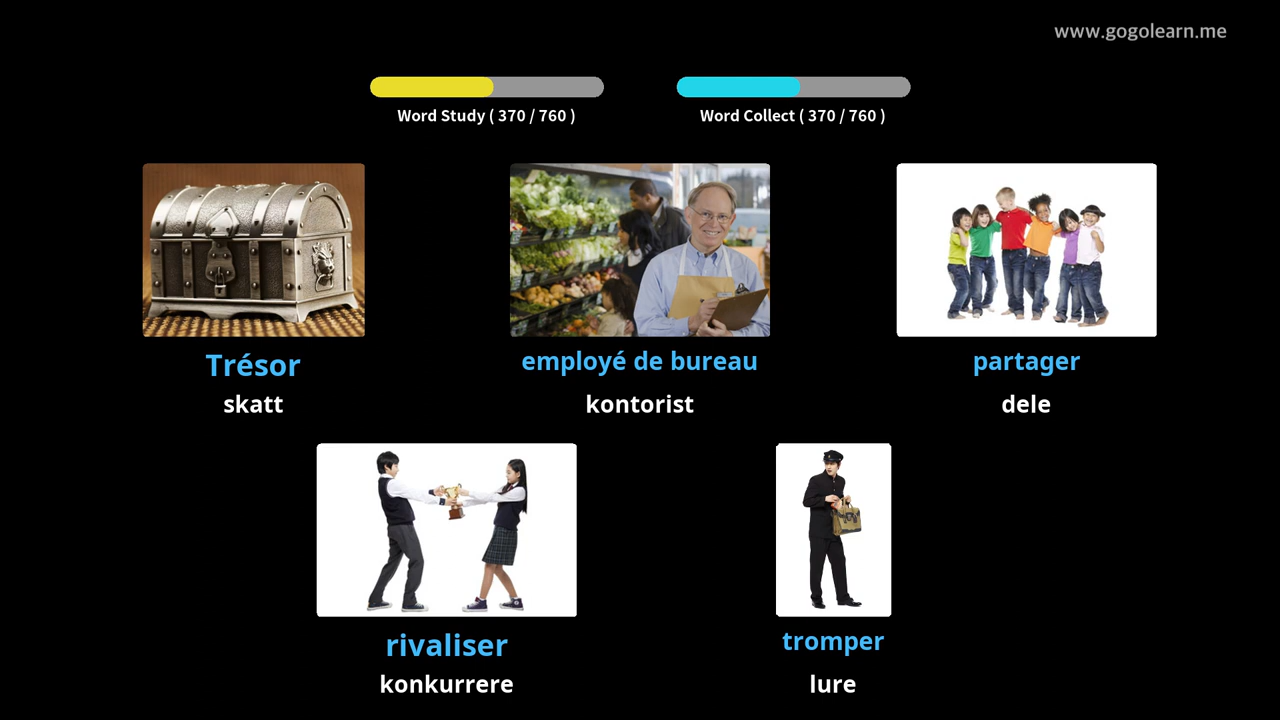 www.gogolearn.me
Word Study ( 370 / 760 )
Word Collect ( 370 / 760 )
Trésor
employé de bureau
partager
skatt
kontorist
dele
rivaliser
tromper
konkurrere
lure